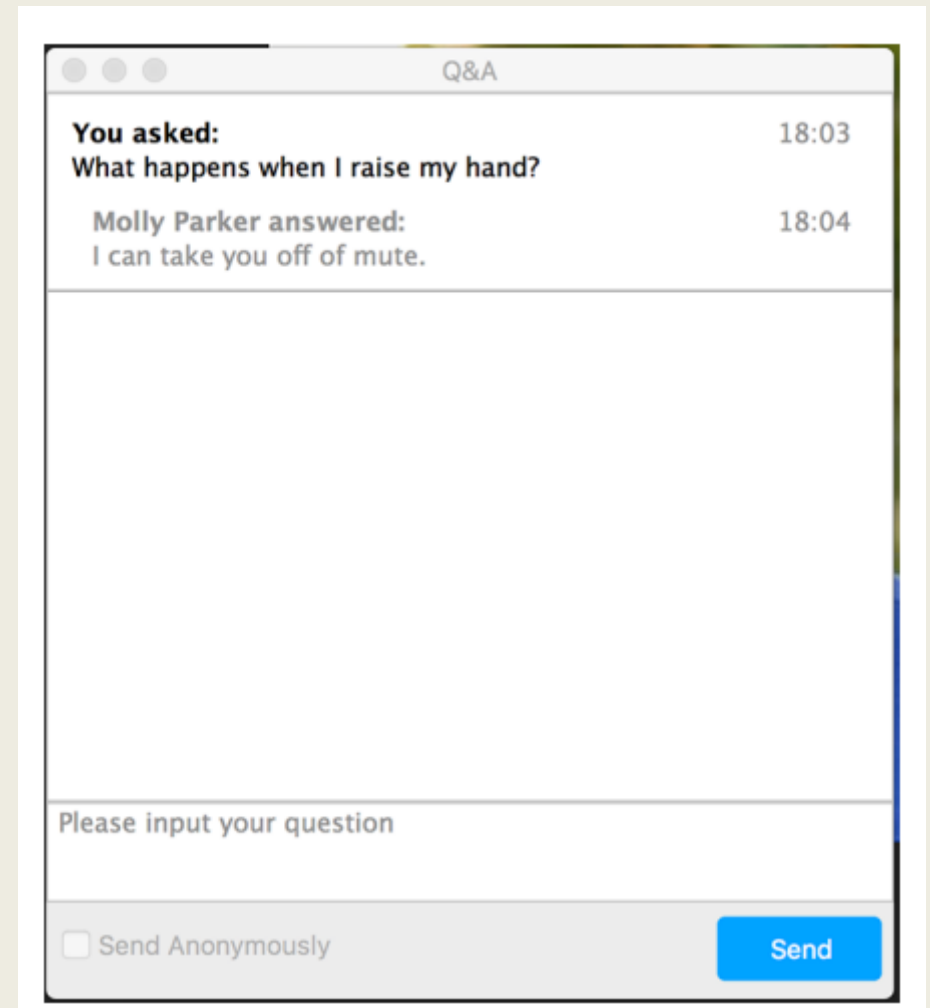 Q&A
You asked: 18:03
What happens when I raise my hand?
Molly Parker answered: 18:04
I can take you off of mute.
Please input your question
Send Anonymously
Send